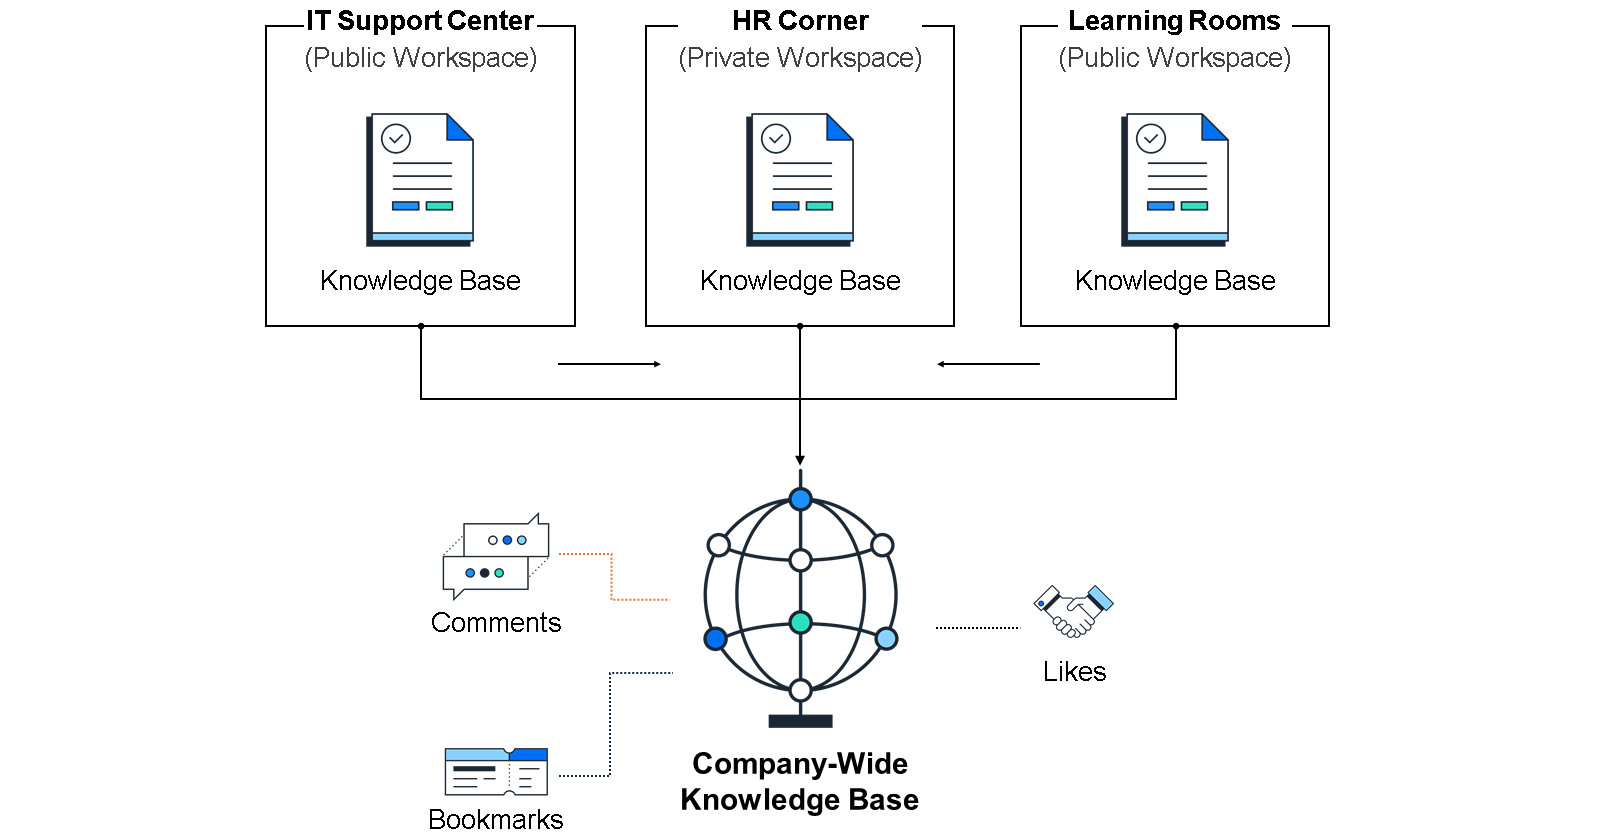 IT Support Center
(Public Workspace)
Knowledge Base
HR Corner
(Private Workspace)
Knowledge Base
Learning Rooms
(Public Workspace)
Knowledge Base
Comments
Likes
Bookmarks
Company-Wide
Knowledge Base